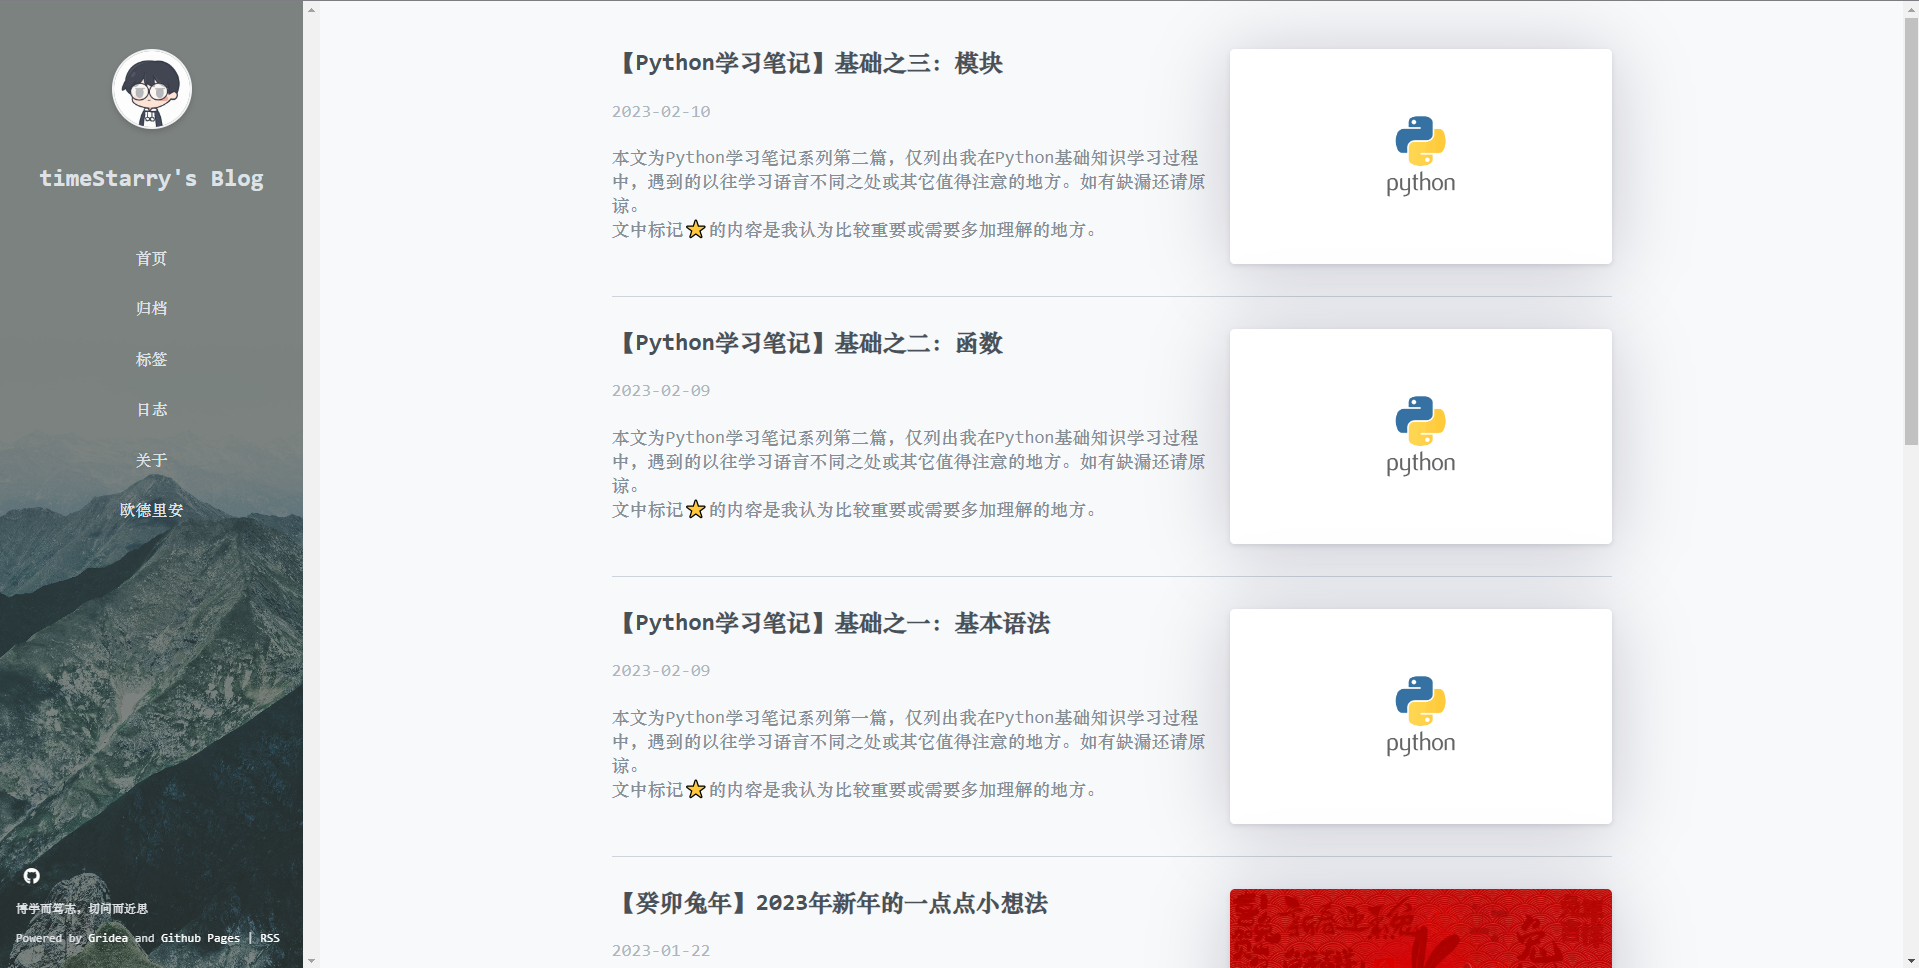 timeStarry's Blog
首页
归档
标签
日志
关于
欧德里安
博学而笃志，切问而近思
Powered by Gridea and Github Pages | RSS
【Python学习笔记】基础之三：模块
2023-02-10
本文为Python学习笔记系列第二篇，仅列出我在Python基础知识学习过程
中，遇到的以往学习语言不同之处或其它值得注意的地方。如有缺漏还请原
谅。
文中标记⭐的内容是我认为比较重要或需要多加理解的地方。
python
【Python学习笔记】基础之二：函数
2023-02-09
本文为Python学习笔记系列第二篇，仅列出我在Python基础知识学习过程
中，遇到的以往学习语言不同之处或其它值得注意的地方。如有缺漏还请原
谅。
文中标记⭐的内容是我认为比较重要或需要多加理解的地方。
python
【Python学习笔记】基础之一：基本语法
2023-02-09
本文为Python学习笔记系列第一篇，仅列出我在Python基础知识学习过程
中，遇到的以往学习语言不同之处或其它值得注意的地方。如有缺漏还请原
谅。
文中标记⭐的内容是我认为比较重要或需要多加理解的地方。
python
【癸卯兔年】2023年新年的一点点小想法
2023-01-22
兔